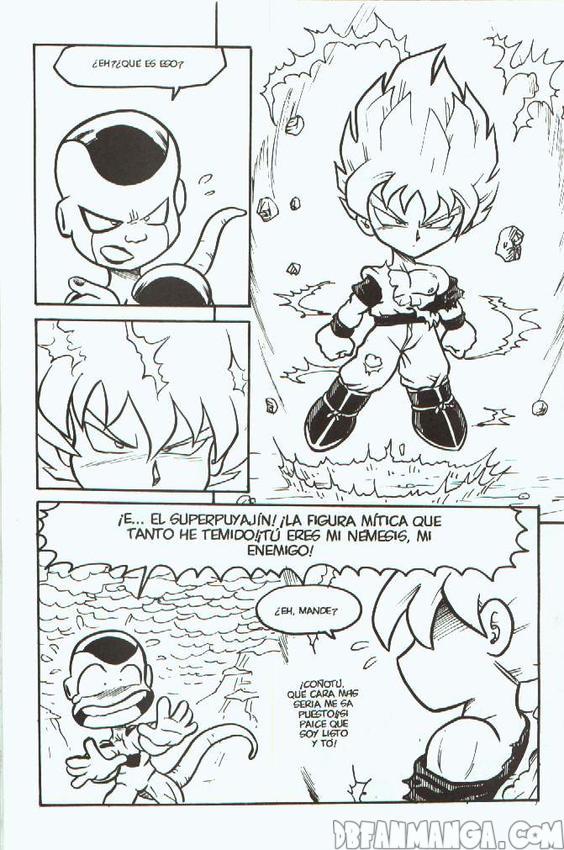 ¿EH?¿QUE ES ESO?
¡E... EL SUPERPUYAJÍN! ¡LA FIGURA MÍTICA QUE
TANTO HE TEMIDO!¡TÚ ERES MI NEMESIS, MI
ENEMIGO!
¿EH, MANDE?
¡COÑOTÚ,
QUE CARA MAS
SERIA ME SA
PUESTO!¡SI
PAICE QUE
SOY LISTO
Y TÓ!
DBFANMANGA.COM